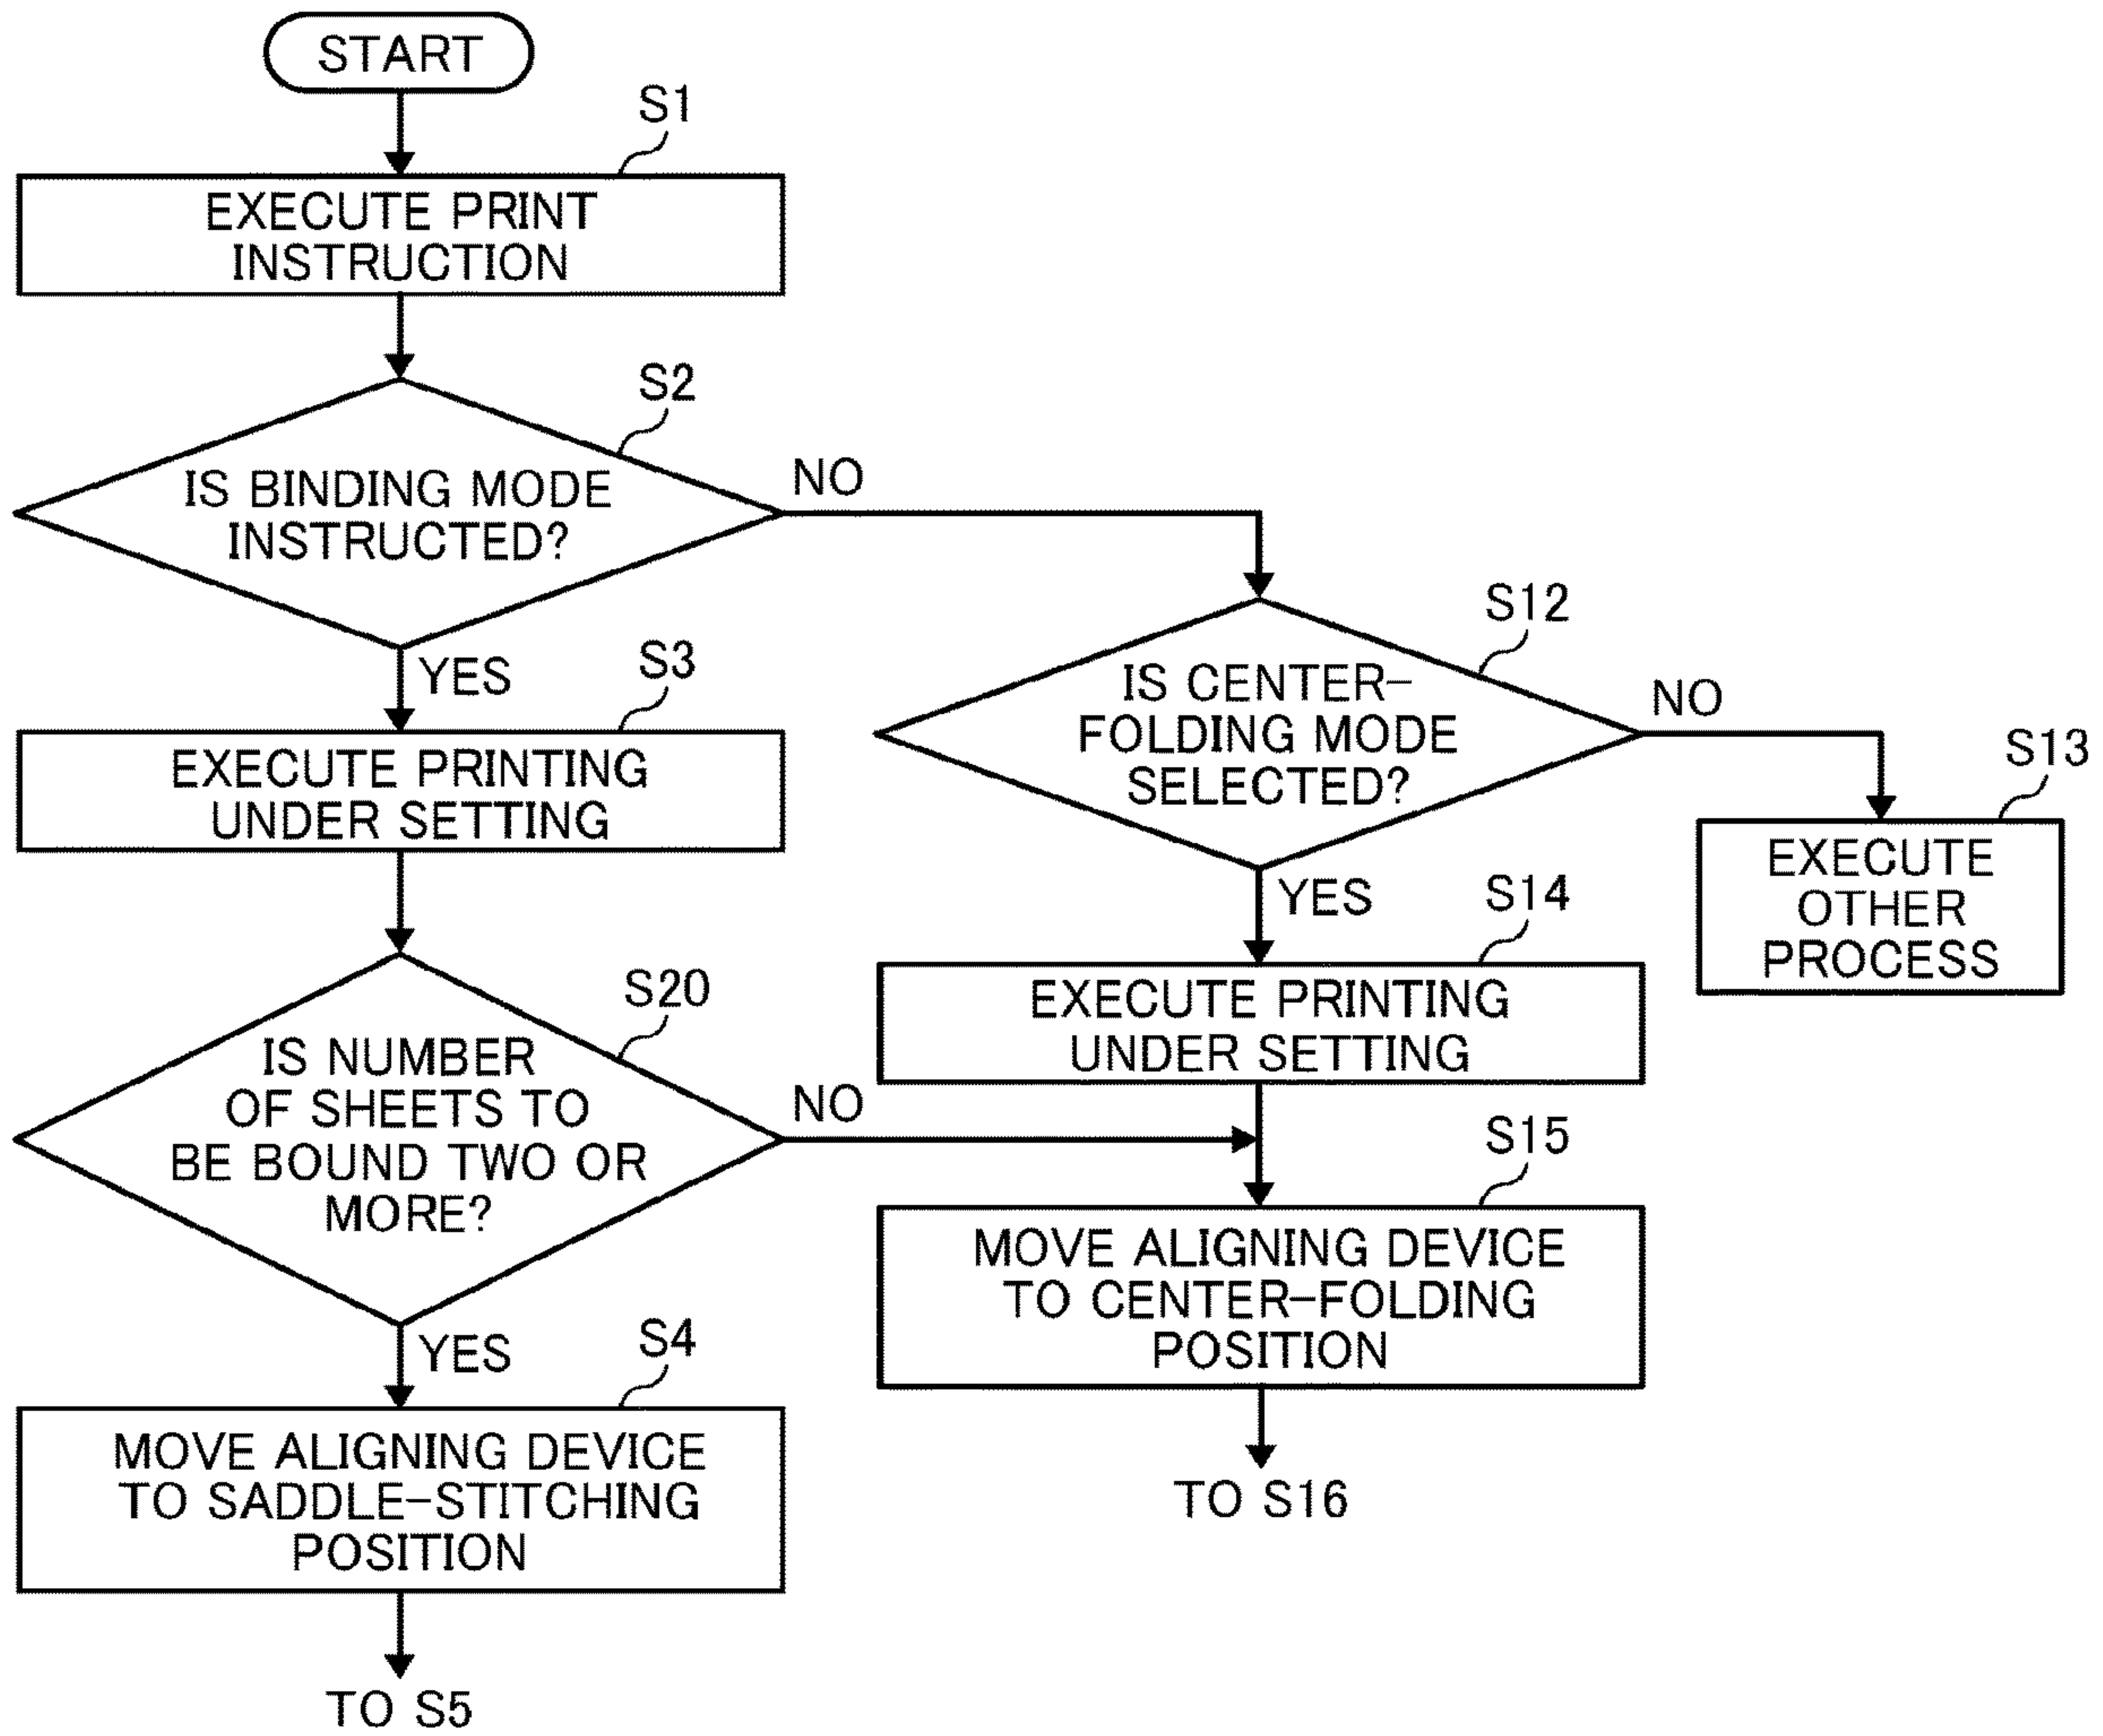 START
S1
EXECUTE PRINT
INSTRUCTION
S2
IS BINDING MODE
INSTRUCTED?
NO
YES
S3
EXECUTE PRINTING
UNDER SETTING
S20
IS NUMBER
OF SHEETS TO
BE BOUND TWO OR
MORE?
NO
YES
S4
MOVE ALIGNING DEVICE
TO SADDLE-STITCHING
POSITION
TO S5
S12
IS CENTER-
FOLDING MODE
SELECTED?
NO
S13
EXECUTE
OTHER
PROCESS
YES
S14
EXECUTE PRINTING
UNDER SETTING
S15
MOVE ALIGNING DEVICE
TO CENTER-FOLDING
POSITION
TO S16